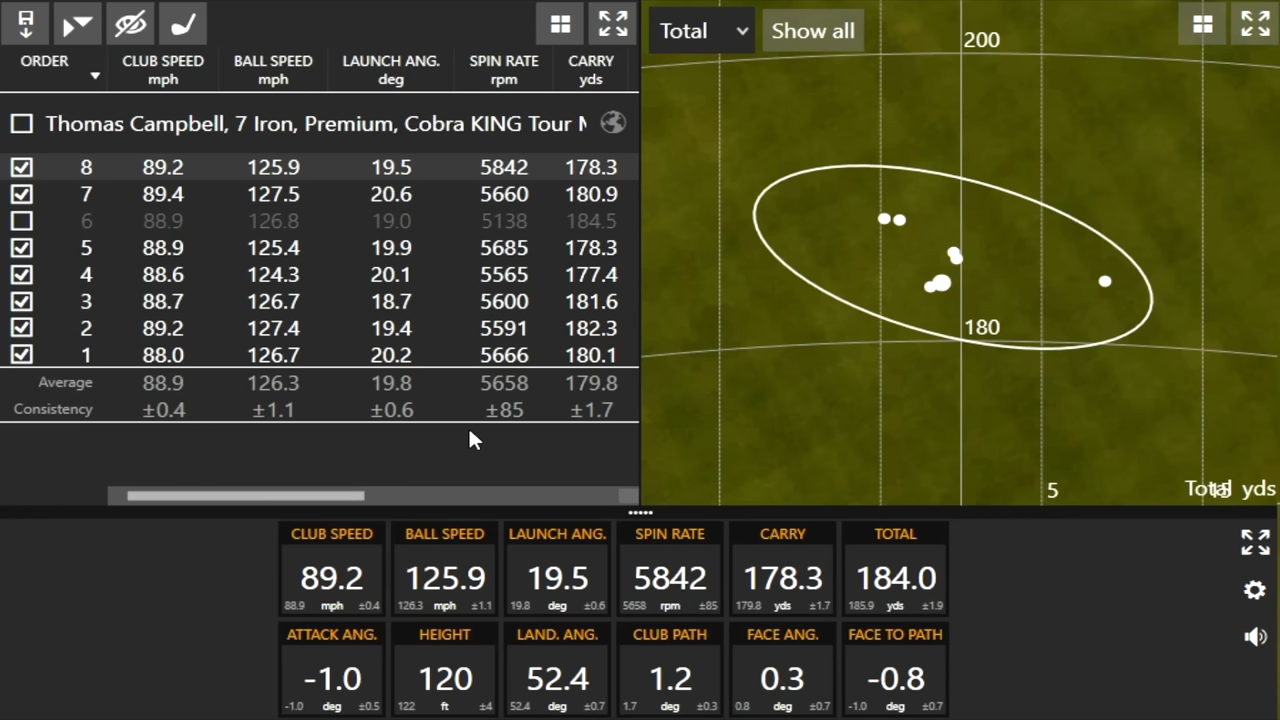 ORDER CLUB SPEED mph BALL SPEED mph LAUNCH ANG. deg SPIN RATE rpm CARRY yds
Thomas Campbell, 7 Iron, Premium, Cobra KING Tour
8 89.2 125.9 19.5 5842 178.3
7 89.4 127.5 20.6 5660 180.9
6 88.9 126.8 19.0 5138 184.5
5 88.9 125.4 19.9 5685 178.3
4 88.6 124.3 20.1 5565 177.4
3 88.7 126.7 18.7 5600 181.6
2 89.2 127.4 19.4 5591 182.3
1 88.0 126.7 20.2 5666 180.1
Average 88.9 126.3 19.8 5658 179.8
Consistency ±0.4 ±1.1 ±0.6 ±85 ±1.7
Total Show all
200
180
5 Total yds
CLUB SPEED BALL SPEED LAUNCH ANG. SPIN RATE CARRY TOTAL
89.2 125.9 19.5 5842 178.3 184.0
88.9 mph ±0.4 126.3 mph ±1.1 19.8 deg ±0.6 5658 rpm ±85 179.8 yds ±1.7 185.9 yds ±1.9
ATTACK ANG. HEIGHT LAND. ANG. CLUB PATH FACE ANG. FACE TO PATH
-1.0 120 52.4 1.2 0.3 -0.8
-1.0 deg ±0.5 122 ft ±4 52.4 deg ±0.7 1.7 deg ±0.3 0.8 deg ±0.7 -1.0 deg ±0.7